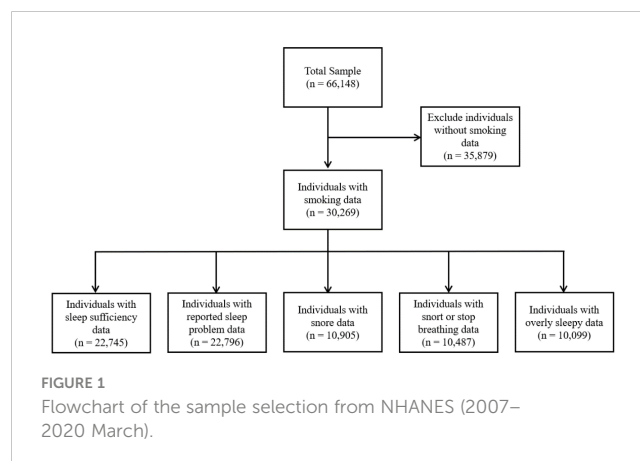 Total Sample
(n = 66,148)
Exclude individuals
without smoking
data
(n = 35,879)
Individuals with
smoking data
(n = 30,269)
Individuals with
sleep sufficiency
data
(n = 22,745)
Individuals with
reported sleep
problem data
(n = 22,796)
Individuals with
snore data
(n = 10,905)
Individuals with
snort or stop
breathing data
(n = 10,487)
Individuals with
overly sleepy data
(n = 10,099)
FIGURE 1
Flowchart of the sample selection from NHANES (2007–
2020 March).